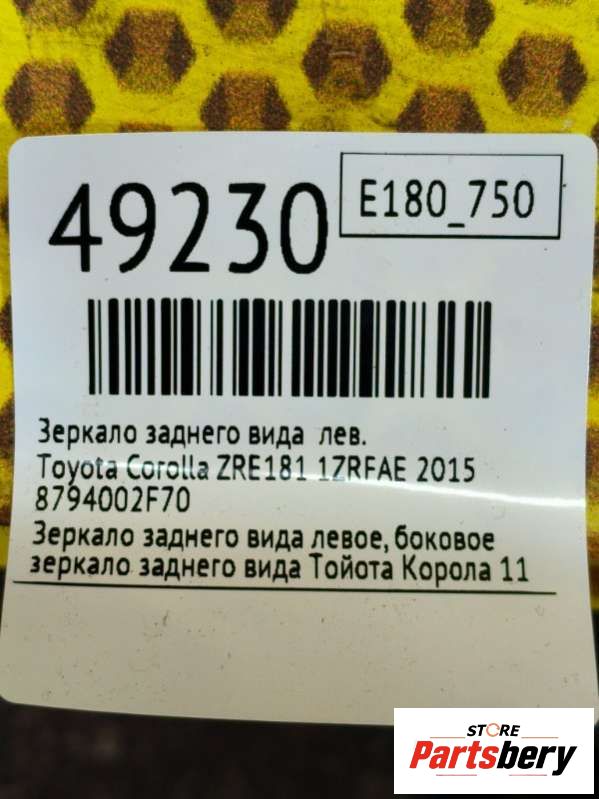 49230
E180_750
Зеркало заднего вида лев.
Toyota Corolla ZRE181 1ZRFAE 2015
8794002F70
Зеркало заднего вида левое, боковое
зеркало заднего вида Тойота Корола 11
STORE
Partsbery